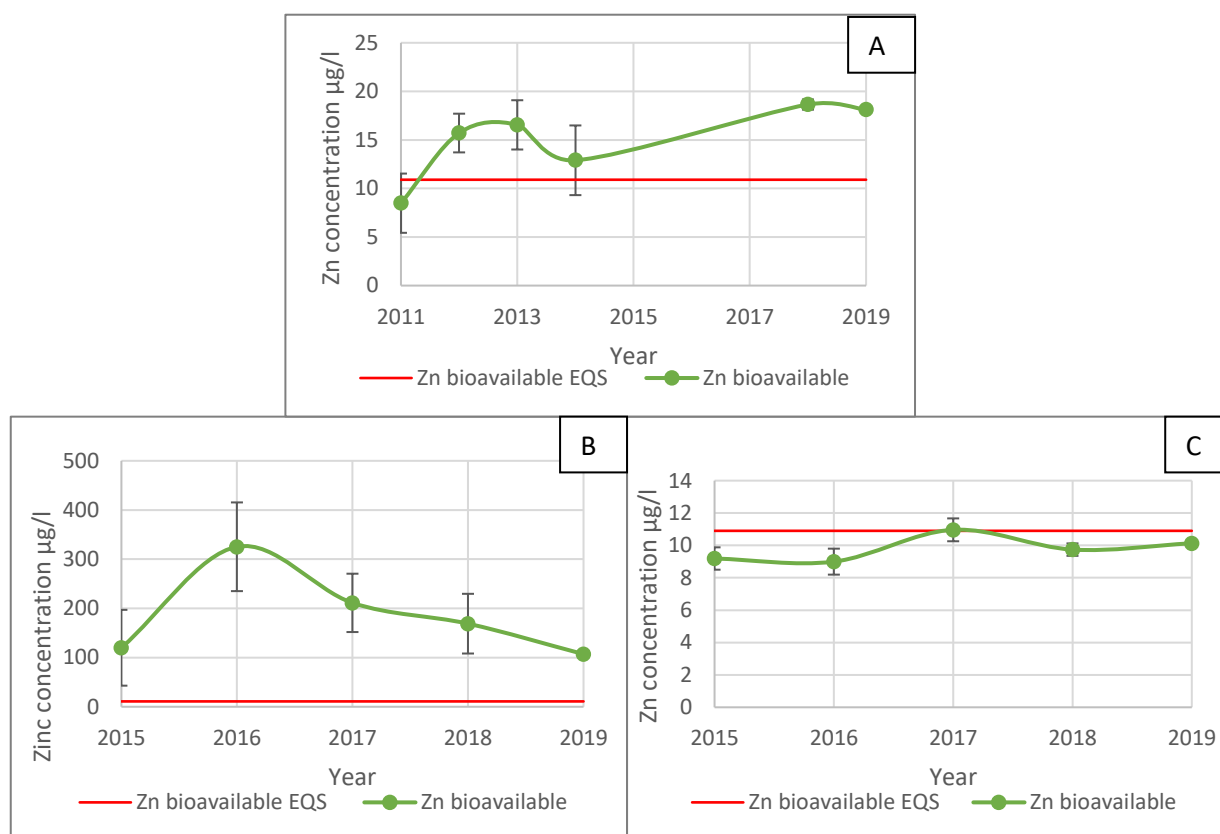 A
Zn concentration µg/l
25
20
15
10
5
0
2011 2013 2015 2017 2019
Year
Zn bioavailable EQS Zn bioavailable
B
Zinc concentration µg/l
500
400
300
200
100
0
2015 2016 2017 2018 2019
Year
Zn bioavailable EQS Zn bioavailable
C
Zn concentration µg/l
14
12
10
8
6
4
2
0
2015 2016 2017 2018 2019
Year
Zn bioavailable EQS Zn bioavailable